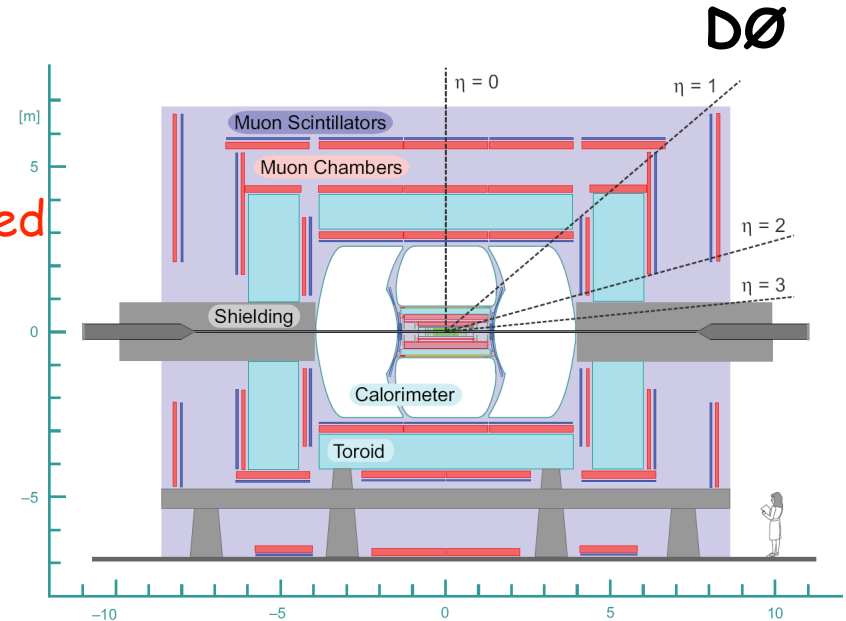 DØ
η = 0
η = 1
[m]
Muon Scintillators
5
Muon Chambers
ed
η = 2
η = 3
Shielding
0
Calorimeter
Toroid
–5
–10
–5
0
5
10